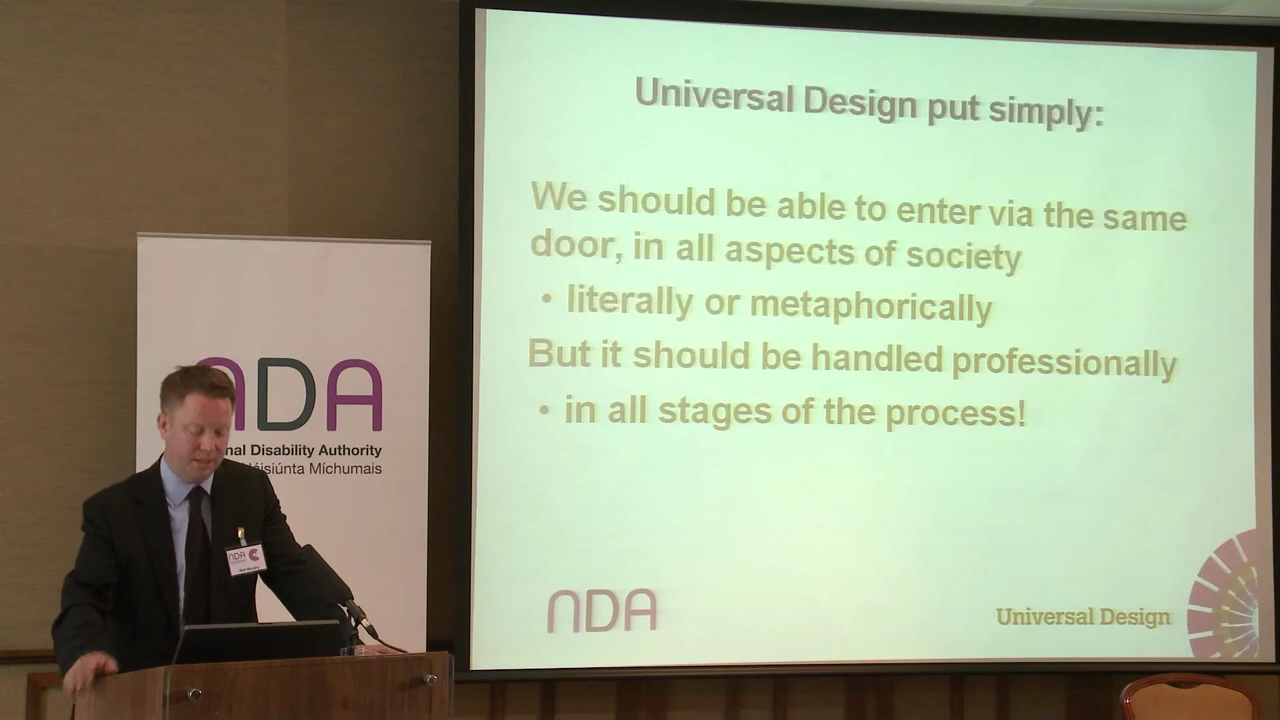 Universal Design put simply:
We should be able to enter via the same
door, in all aspects of society
• literally or metaphorically
But it should be handled professionally
• in all stages of the process!
NDA
Universal Design
NDA
nal Disability Authority
Míchumais
NDA